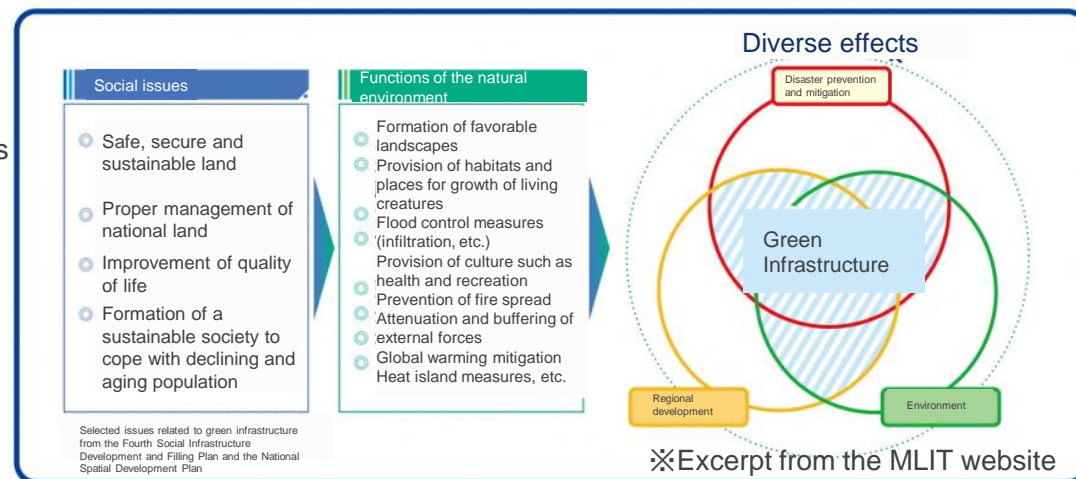 s
Social issues
Safe, secure and
sustainable land
Proper management of
national land
Improvement of quality
of life
Formation of a
sustainable society to
cope with declining and
aging population
Selected issues related to green infrastructure
from the Fourth Social Infrastructure
Development and Filling Plan and the National
Spatial Development Plan
Functions of the natural
environment
Formation of favorable
landscapes
Provision of habitats and
places for growth of living
creatures
Flood control measures
(infiltration, etc.)
Provision of culture such as
health and recreation
Prevention of fire spread
Attenuation and buffering of
external forces
Global warming mitigation
Heat island measures, etc.
Diverse effects
Disaster prevention
and mitigation
Green
Infrastructure
Regional
development
Environment
※Excerpt from the MLIT website